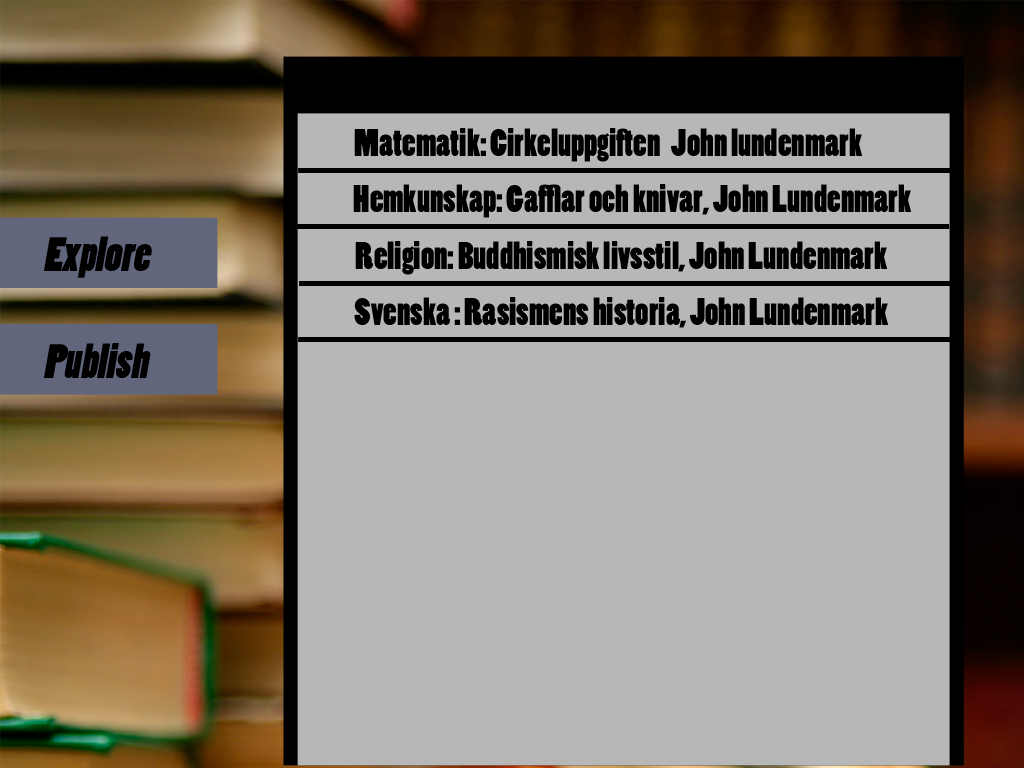 Matematik: Cirkeluppgiften John lundenmark
Hemkunskap: Gafflar och knivar, John Lundenmark
Religion: Buddhismisk livsstil, John Lundenmark
Svenska : Rasismens historia, John Lundenmark
Explore
Publish